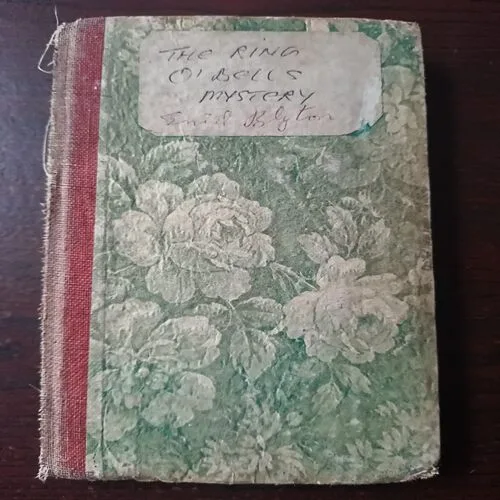 THE RING
O' BELLS
MYSTERY
Enid Blyton